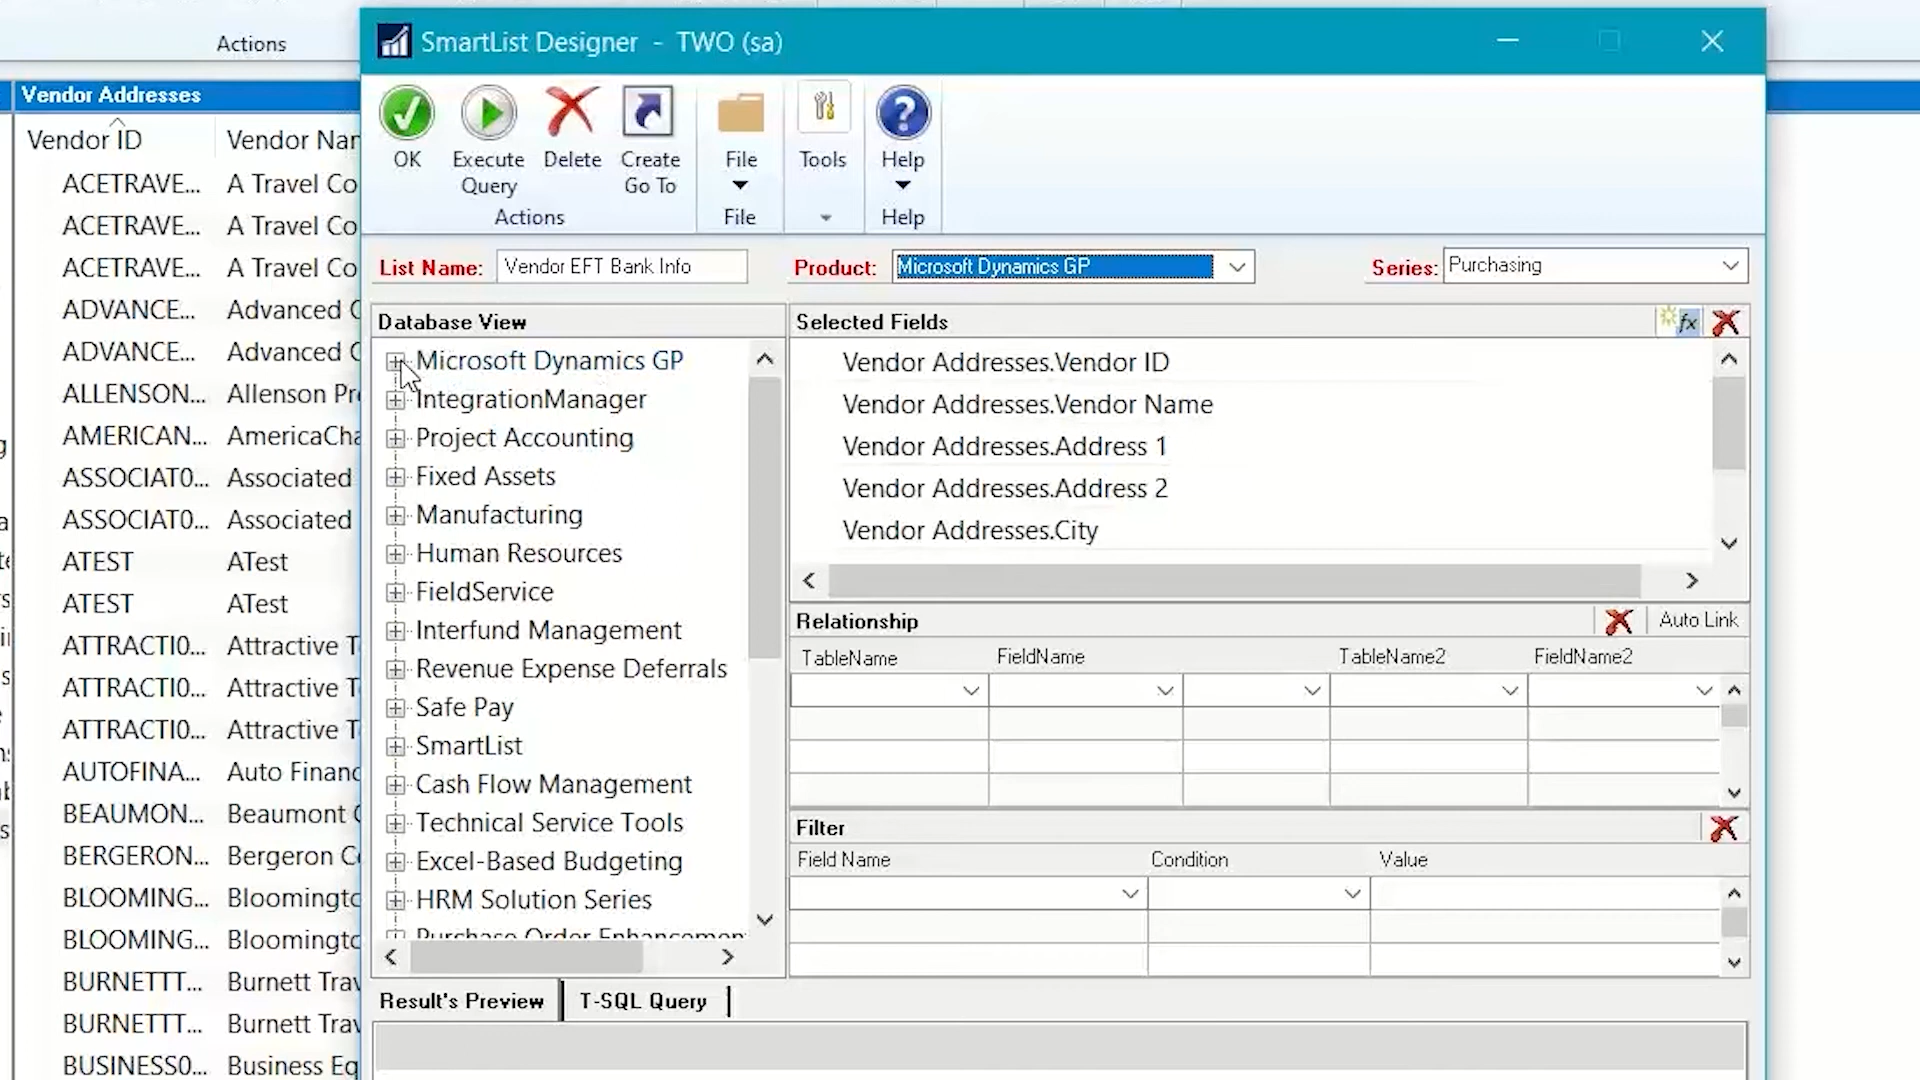 Actions
SmartList Designer - TWO (sa)
Vendor Addresses
Vendor ID
Vendor Nar
ACETRAVE... A Travel Co
ACETRAVE... A Travel Co
ACETRAVE... A Travel Co
ADVANCE... Advanced C
ADVANCE... Advanced C
ALLENSON... Allenson Pr
AMERICAN... AmericaCha
ASSOCIAT0... Associated
ASSOCIAT0... Associated
ATEST ATest
ATEST ATest
ATTRACTI0... Attractive T
ATTRACTI0... Attractive T
ATTRACTI0... Attractive T
AUTOFINA... Auto Financ
BEAUMON... Beaumont C
BERGERON... Bergeron C
BLOOMING... Bloomingto
BLOOMING... Bloomingto
BURNETTT... Burnett Trav
BURNETTT... Burnett Trav
BUSINESS0... Business Eq
OK
Execute Query
Delete
Create Go To
Actions
File
File
Tools
Help
Help
List Name: Vendor EFT Bank Info
Product: Microsoft Dynamics GP
Series: Purchasing
Database View
Microsoft Dynamics GP
IntegrationManager
Project Accounting
Fixed Assets
Manufacturing
Human Resources
FieldService
Interfund Management
Revenue Expense Deferrals
Safe Pay
SmartList
Cash Flow Management
Technical Service Tools
Excel-Based Budgeting
HRM Solution Series
Purchase Order Enhancemen
Selected Fields
fx
Vendor Addresses.Vendor ID
Vendor Addresses.Vendor Name
Vendor Addresses.Address 1
Vendor Addresses.Address 2
Vendor Addresses.City
Relationship
Auto Link
TableName FieldName TableName2 FieldName2
Filter
Field Name Condition Value
Result's Preview
T-SQL Query